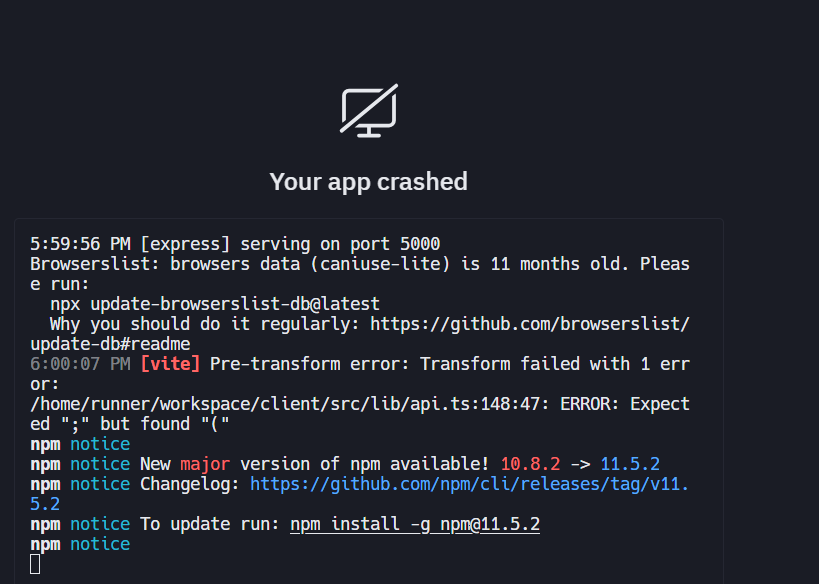 Your app crashed
5:59:56 PM [express] serving on port 5000
Browserslist: browsers data (caniuse-lite) is 11 months old. Pleas
e run:
  npx update-browserslist-db@latest
  Why you should do it regularly: https://github.com/browserslist/
update-db#readme
6:00:07 PM [vite] Pre-transform error: Transform failed with 1 err
or:
/home/runner/workspace/client/src/lib/api.ts:148:47: ERROR: Expect
ed ";" but found "("
npm notice
npm notice New major version of npm available! 10.8.2 -> 11.5.2
npm notice Changelog: https://github.com/npm/cli/releases/tag/v11.
5.2
npm notice To update run: npm install -g npm@11.5.2
npm notice